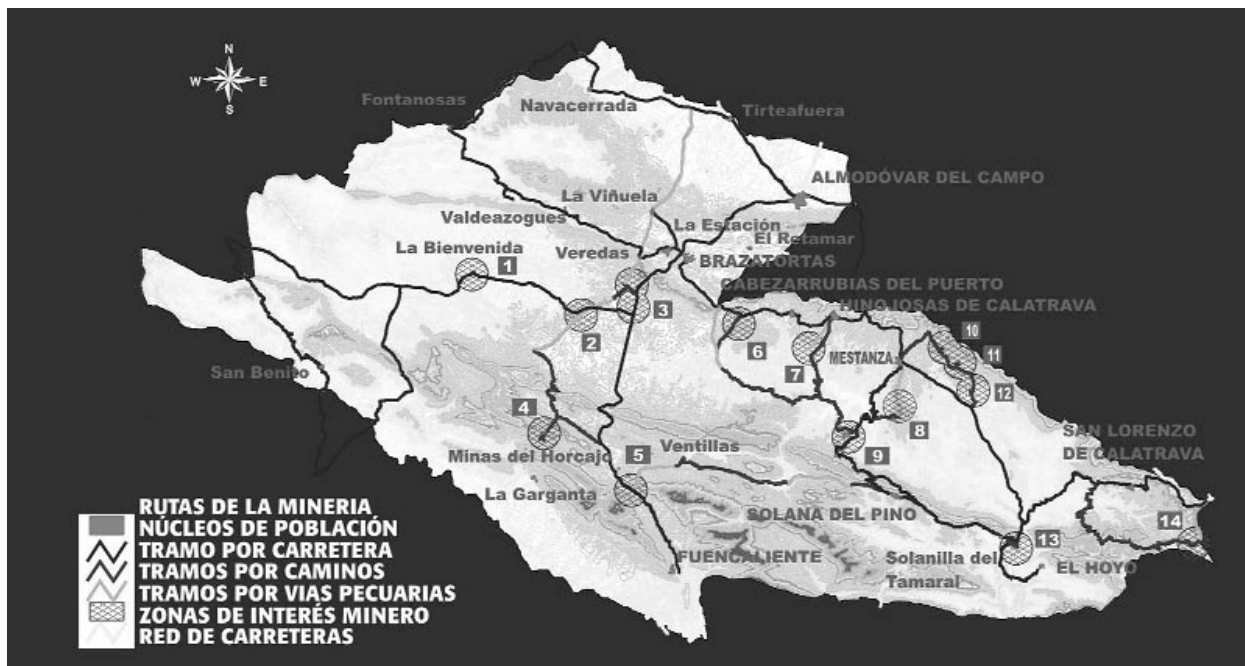 N
W E
S
Fontanosas
Navacerrada
Tirteafuera
ALMODÓVAR DEL CAMPO
La Viñuela
Valdeazogues
La Estación
El Retamar
La Bienvenida
Veredas
BRAZATORTAS
1
CABEZARRUBIAS DEL PUERTO
HINOJOSAS DE CALATRAVA
3
2
6
10
MESTANZA
11
7
San Benito
12
4
8
SAN LORENZO
DE CALATRAVA
Ventillas
9
Minas del Horcajo
5
La Garganta
SOLANA DEL PINO
14
13
FUENCALIENTE
Solanilla del
Tamaral
EL HOYO
RUTAS DE LA MINERIA
NÚCLEOS DE POBLACIÓN
TRAMO POR CARRETERA
TRAMOS POR CAMINOS
TRAMOS POR VIAS PECUARIAS
ZONAS DE INTERÉS MINERO
RED DE CARRETERAS